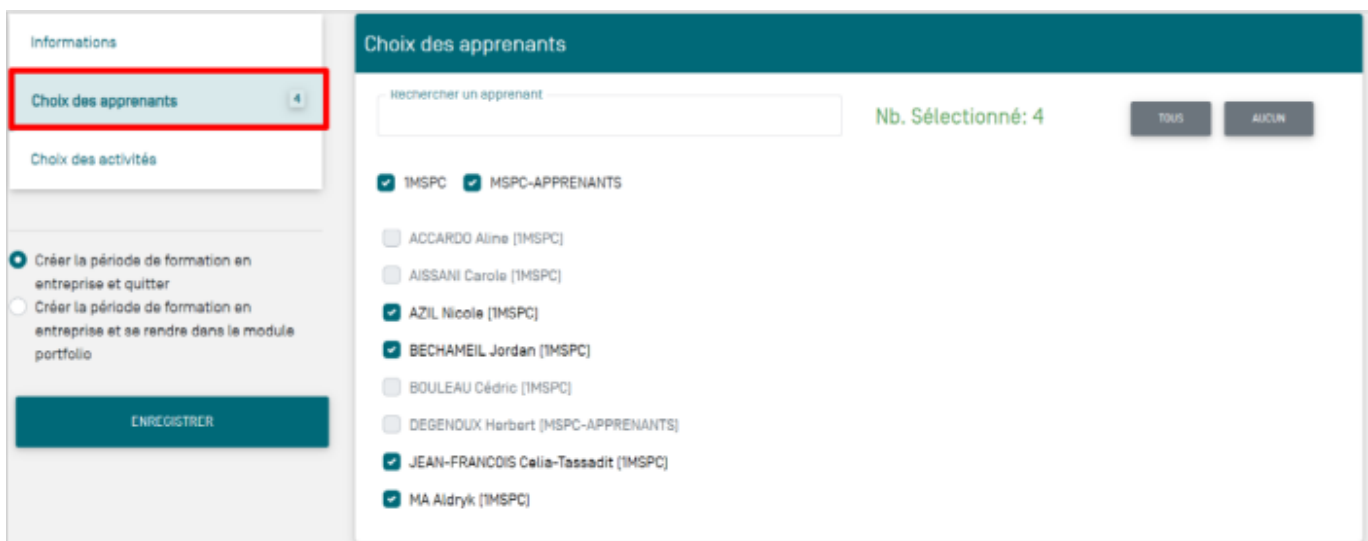 Informations
Choix des apprenants 4
Choix des activités
Créer la période de formation en
entreprise et quitter
Créer la période de formation en
entreprise et se rendre dans le module
portfolio
ENREGISTRER
Choix des apprenants
Rechercher un apprenant
Nb. Sélectionné: 4
TOUS
AUCUN
1MSPC
MSPC-APPRENANTS
ACCARDO Aline [1MSPC]
AISSANI Carole [1MSPC]
AZIL Nicole [1MSPC]
BECHAMEIL Jordan [1MSPC]
BOULEAU Cédric [1MSPC]
DEGENOUX Herbert [MSPC-APPRENANTS]
JEAN-FRANCOIS Celia-Tassadit [1MSPC]
MA Aldryk [1MSPC]